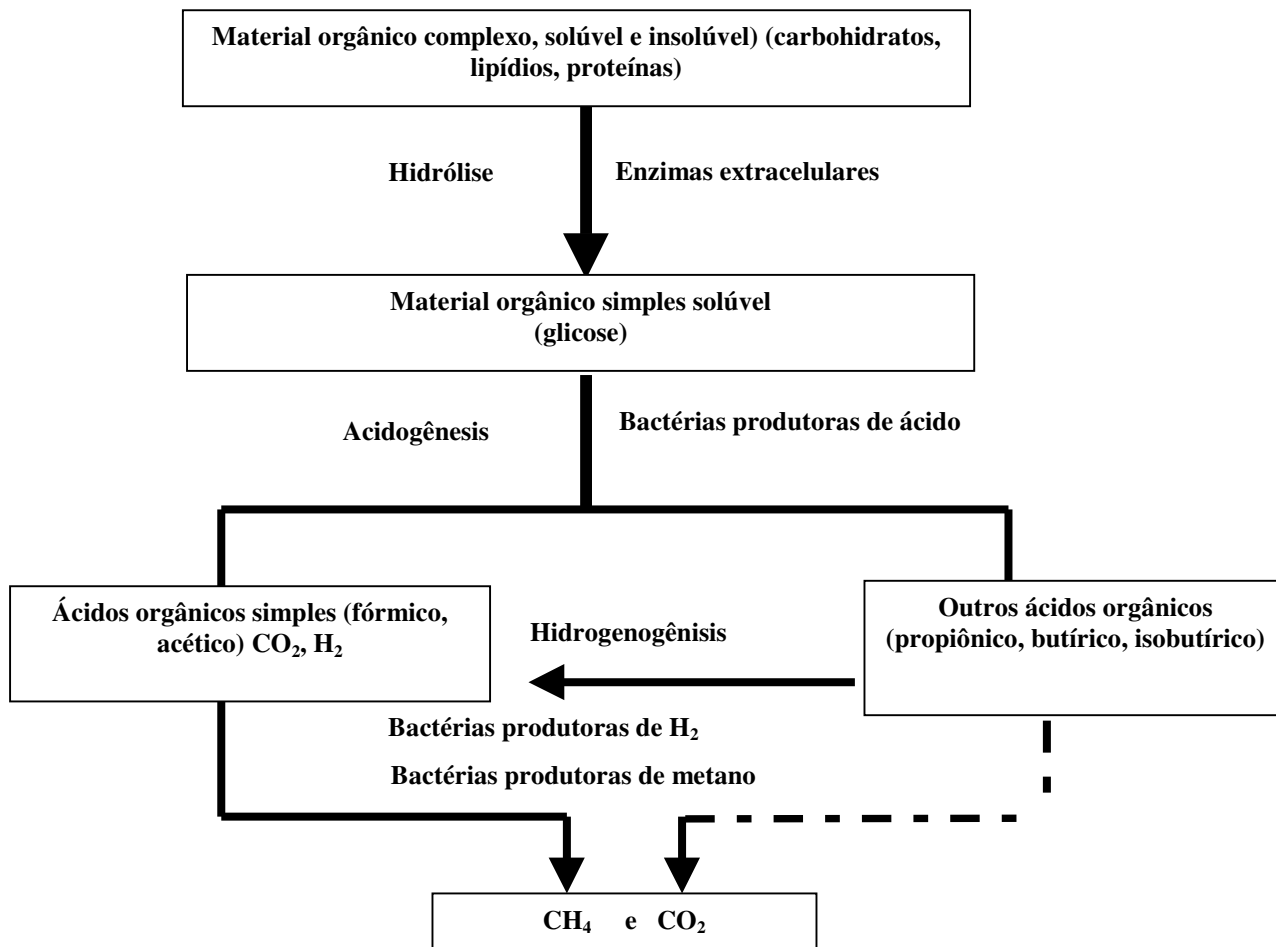 Material orgânico complexo, solúvel e insolúvel) (carbohidratos,
lipídios, proteínas)
Hidrólise
Enzimas extracelulares
Material orgânico simples solúvel
(glicose)
Acidogênesis
Bactérias produtoras de ácido
Ácidos orgânicos simples (fórmico,
acético) CO₂, H₂
Hidrogenogênisis
Outros ácidos orgânicos
(propiônico, butírico, isobutírico)
Bactérias produtoras de H₂
Bactérias produtoras de metano
CH₄ e CO₂